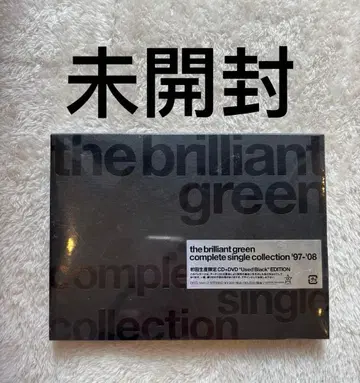 未開封
the brilliant
green
the brilliant green
complete single collection '97-'08
初回生産限定 CD+DVD "Used Black" EDITION
complete
single
collection